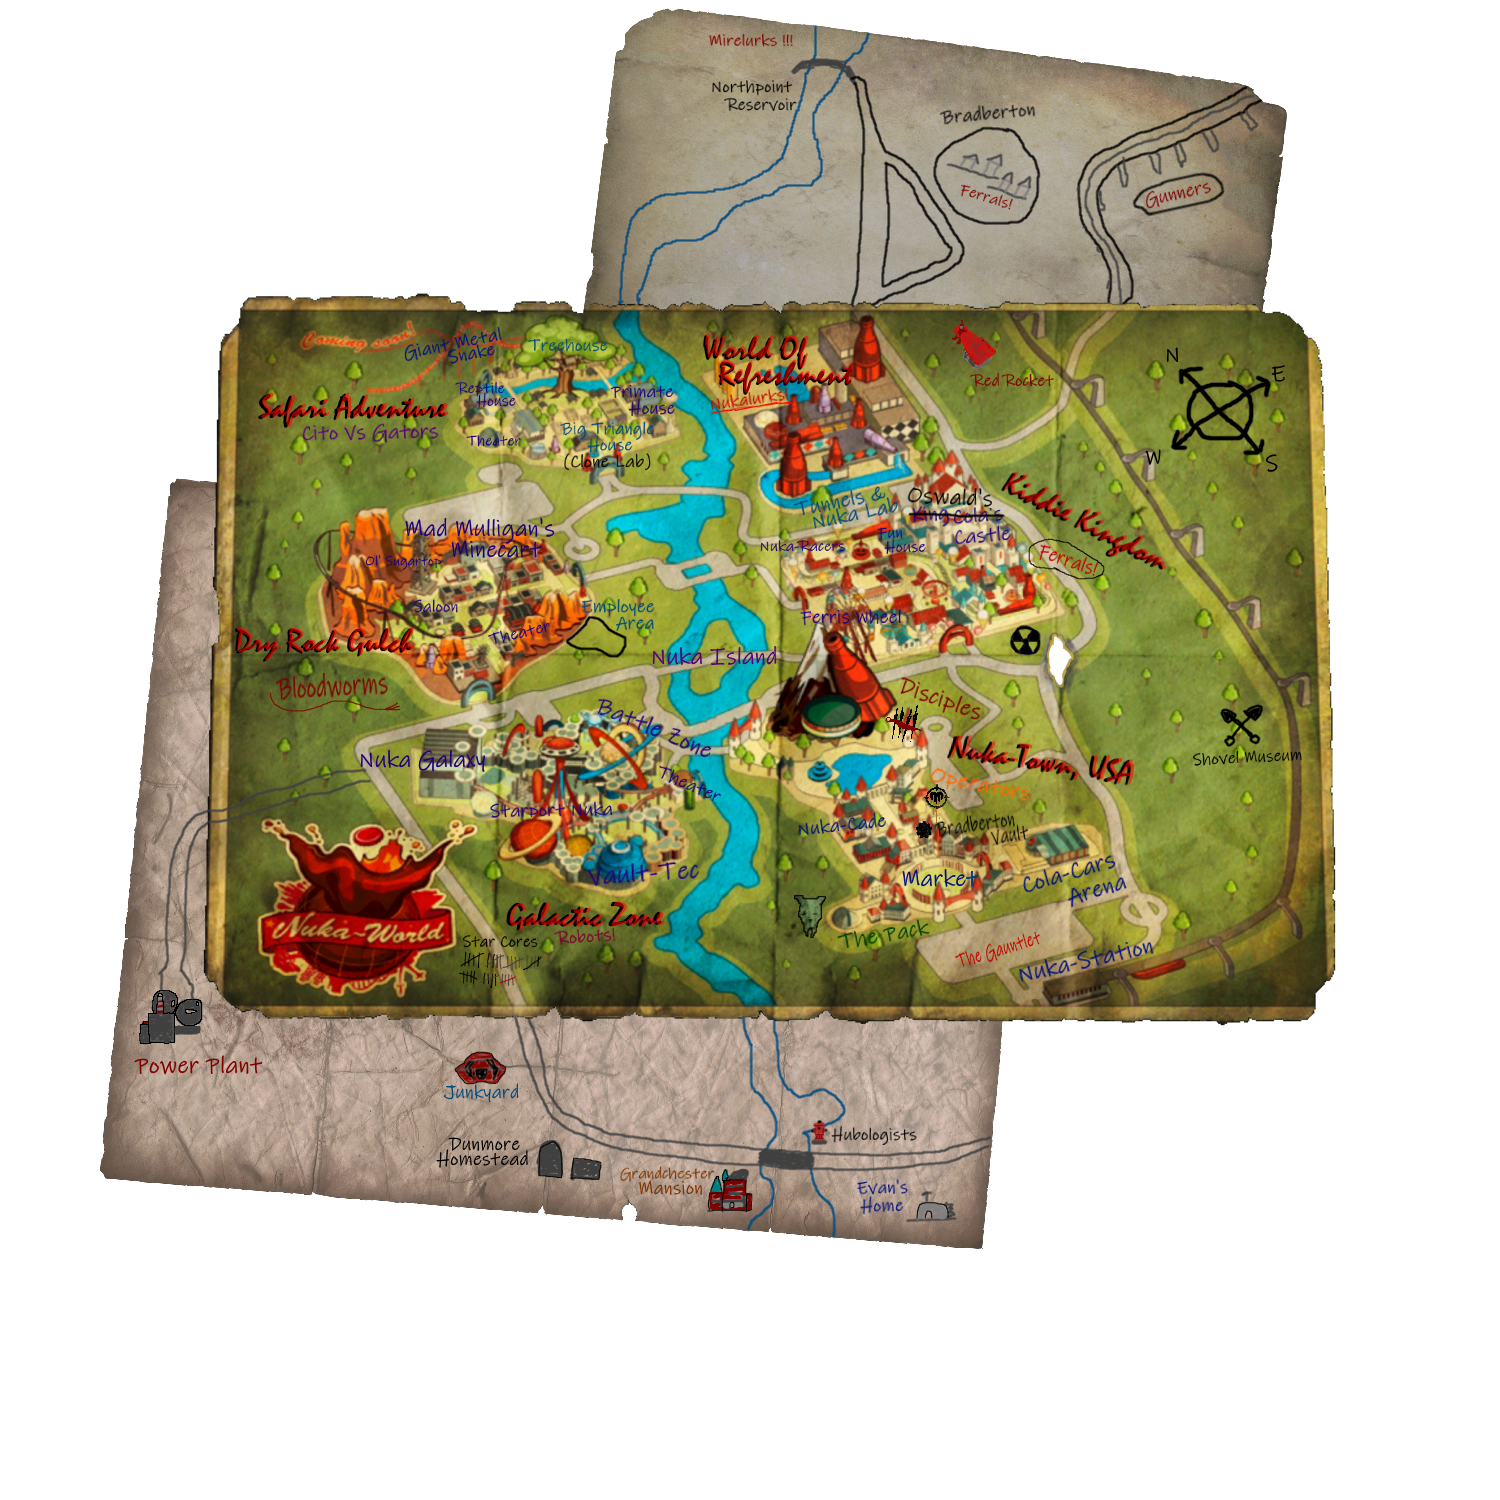 Mirelurks !!!
Northpoint
Reservoir
Bradberton
Ferrals!
Gunners
Coming soon!
Giant Metal
Snake
Treehouse
Reptile
House
Primate
House
Safari Adventure
Cito Vs Gators
Theater
Big Triangle
House
(Clone Lab)
World Of
Refreshment
Nukalurks!
Red Rocket
N
E
W
S
Tunnels &
Nuka Lab
Oswald's
King Cola's
Castle
Kiddie Kingdom
Ferrals!
Nuka-Racers
Fun
House
Ferris wheel
Mad Mulligan's
Minecart
Ol' Sugartop
Saloon
Theater
Employee
Area
Dry Rock Gulch
Bloodworms
Nuka Island
Disciples
Nuka-Town, USA
Shovel Museum
Operators
Bradberton
Vault
Nuka-Cade
Market
Cola-Cars
Arena
The Pack
The Gauntlet
Nuka-Station
Battle Zone
Nuka Galaxy
Theater
Starport Nuka
Vault-Tec
Galactic Zone
Robots!
Star Cores
Nuka-World
Power Plant
Junkyard
Dunmore
Homestead
Grandchester
Mansion
Hubologists
Evan's
Home